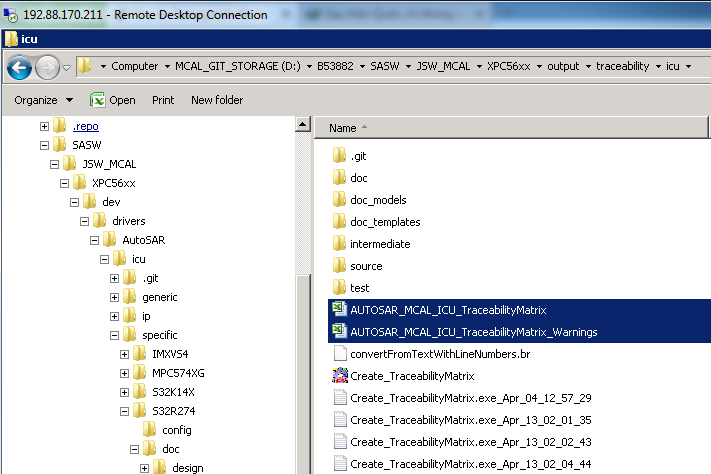 192.88.170.211 - Remote Desktop Connection
icu
Computer MCAL_GIT_STORAGE (D:) B53882 SASW JSW_MCAL XPC56xx output traceability icu
Organize Open Print New folder
.repo
SASW
JSW_MCAL
XPC56xx
dev
drivers
AutoSAR
icu
.git
generic
ip
specific
IMXVS4
MPC574XG
S32K14X
S32R274
config
doc
design
Name
.git
doc
doc_models
doc_templates
intermediate
source
test
AUTOSAR_MCAL_ICU_TraceabilityMatrix
AUTOSAR_MCAL_ICU_TraceabilityMatrix_Warnings
convertFromTextWithLineNumbers.br
Create_TraceabilityMatrix
Create_TraceabilityMatrix.exe_Apr_04_12_57_29
Create_TraceabilityMatrix.exe_Apr_13_02_01_35
Create_TraceabilityMatrix.exe_Apr_13_02_02_43
Create_TraceabilityMatrix.exe_Apr_13_02_04_44